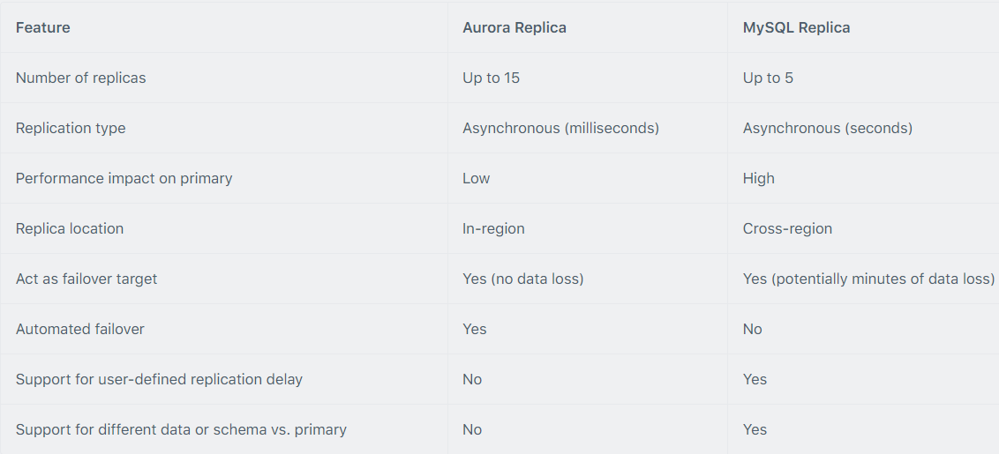 Feature Aurora Replica MySQL Replica
Number of replicas Up to 15 Up to 5
Replication type Asynchronous (milliseconds) Asynchronous (seconds)
Performance impact on primary Low High
Replica location In-region Cross-region
Act as failover target Yes (no data loss) Yes (potentially minutes of data loss)
Automated failover Yes No
Support for user-defined replication delay No Yes
Support for different data or schema vs. primary No Yes